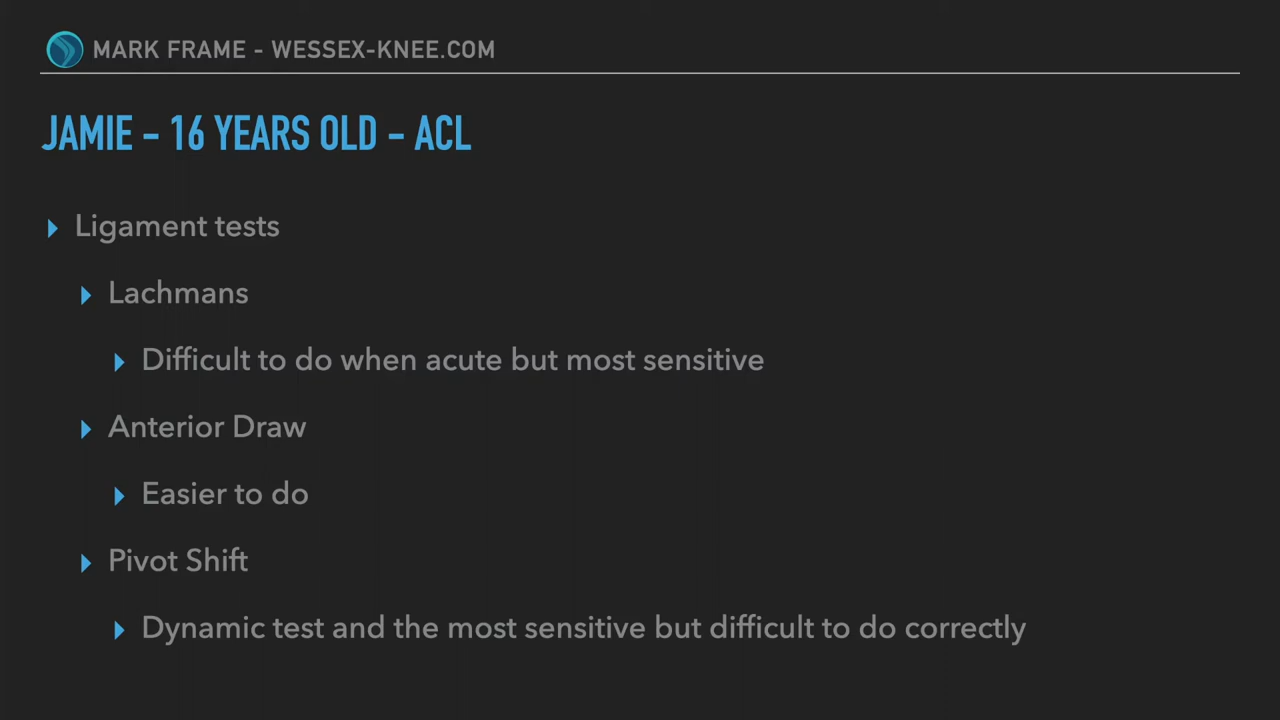 MARK FRAME - WESSEX-KNEE.COM
JAMIE – 16 YEARS OLD – ACL
Ligament tests
Lachmans
Difficult to do when acute but most sensitive
Anterior Draw
Easier to do
Pivot Shift
Dynamic test and the most sensitive but difficult to do correctly